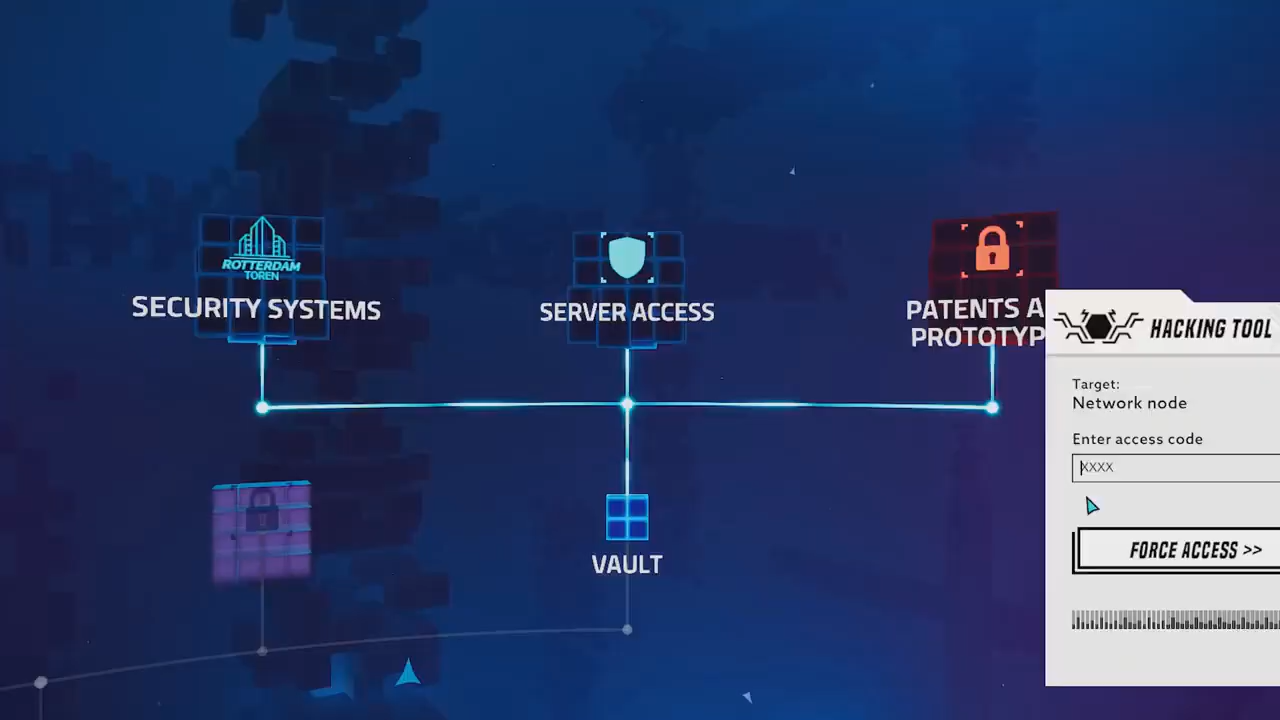 ROTTERDAM
TOREN
SECURITY SYSTEMS
SERVER ACCESS
PATENTS A
PROTOTYP
VAULT
HACKING TOOL
Target:
Network node
Enter access code
XXXX
FORCE ACCESS >>